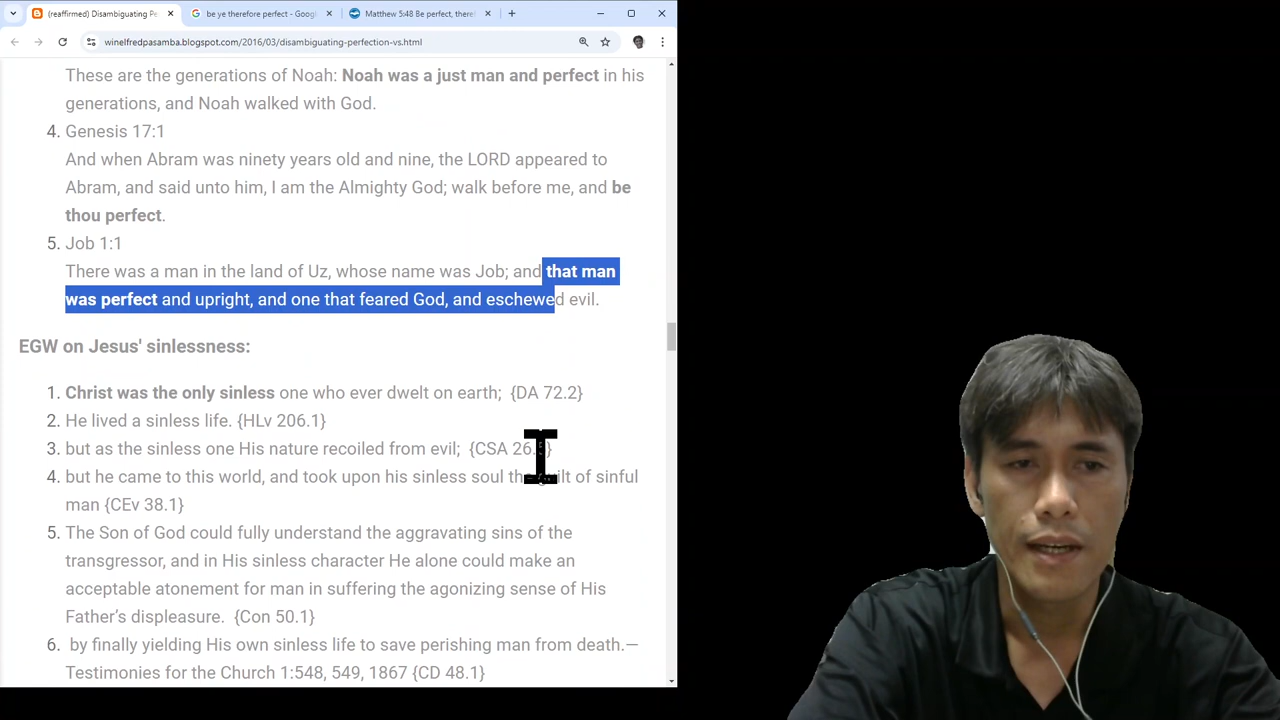 (reaffirmed) Disambiguating Pe
be ye therefore perfect - Googl
Matthew 5:48 Be perfect, theref
winelfredpasamba.blogspot.com/2016/03/disambiguating-perfection-vs.html
These are the generations of Noah: Noah was a just man and perfect in his
generations, and Noah walked with God.
4. Genesis 17:1
And when Abram was ninety years old and nine, the LORD appeared to
Abram, and said unto him, I am the Almighty God; walk before me, and be
thou perfect.
5. Job 1:1
There was a man in the land of Uz, whose name was Job; and that man
was perfect and upright, and one that feared God, and eschewed evil.
EGW on Jesus' sinlessness:
1. Christ was the only sinless one who ever dwelt on earth;  {DA 72.2}
2. He lived a sinless life. {HLv 206.1}
3. but as the sinless one His nature recoiled from evil;  {CSA 26.
4. but he came to this world, and took upon his sinless soul the guilt of sinful
man {CEv 38.1}
5. The Son of God could fully understand the aggravating sins of the
transgressor, and in His sinless character He alone could make an
acceptable atonement for man in suffering the agonizing sense of His
Father’s displeasure.  {Con 50.1}
6. by finally yielding His own sinless life to save perishing man from death.—
Testimonies for the Church 1:548, 549, 1867 {CD 48.1}